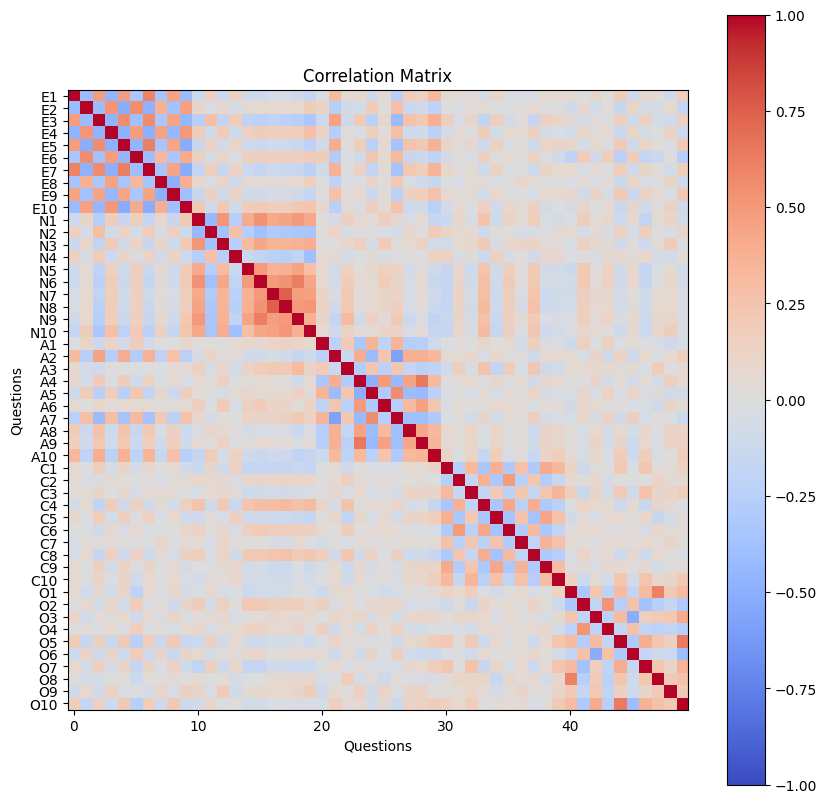 Correlation Matrix
Questions
E1
E2
E3
E4
E5
E6
E7
E8
E9
E10
N1
N2
N3
N4
N5
N6
N7
N8
N9
N10
A1
A2
A3
A4
A5
A6
A7
A8
A9
A10
C1
C2
C3
C4
C5
C6
C7
C8
C9
C10
O1
O2
O3
O4
O5
O6
O7
O8
O9
O10
0 10 20 30 40
Questions
1.00
0.75
0.50
0.25
0.00
−0.25
−0.50
−0.75
−1.00